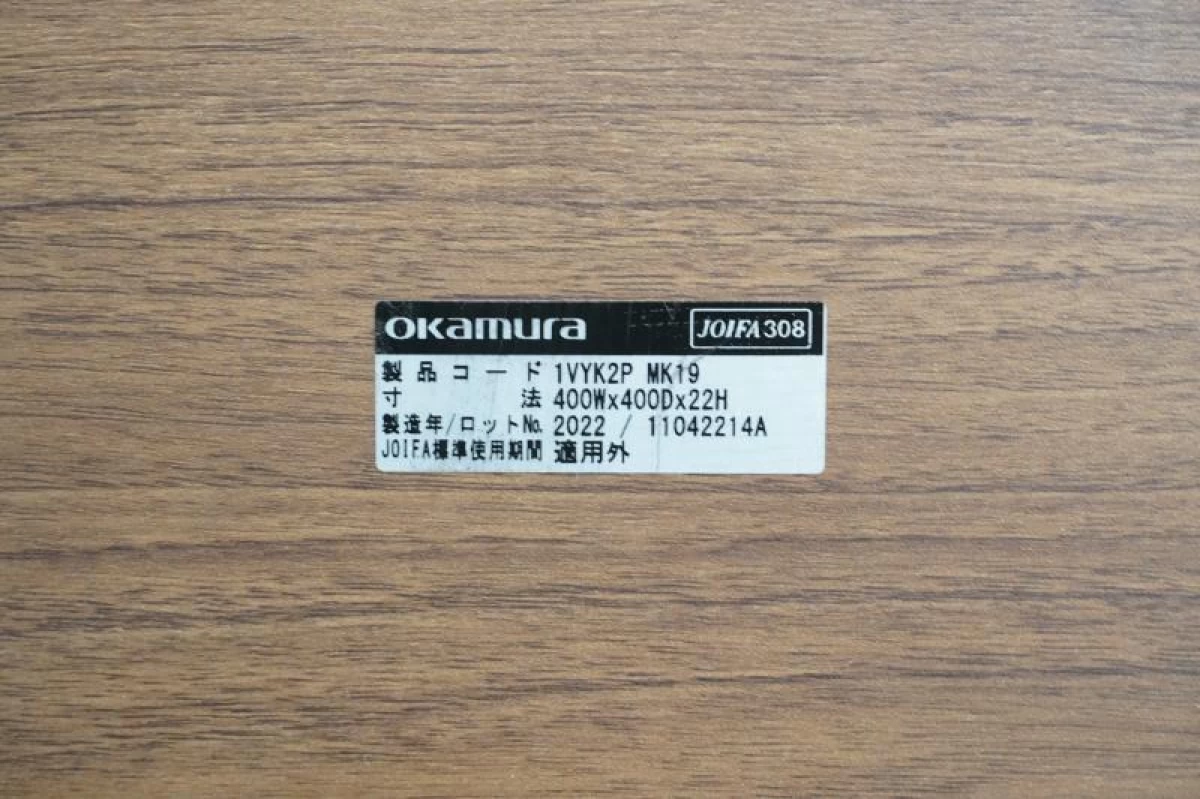 okamura JOIFA308
製品コード 1VYK2P MK19
寸法 400Wx400Dx22H
製造年/ロットNo. 2022 / 11042214A
JOIFA標準使用期間 適用外